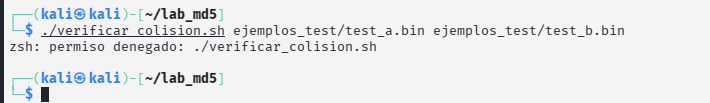 ┌──(kali㉿kali)-[~/lab_md5]
└─$ ./verificar_colision.sh ejemplos_test/test_a.bin ejemplos_test/test_b.bin
zsh: permiso denegado: ./verificar_colision.sh
┌──(kali㉿kali)-[~/lab_md5]
└─$